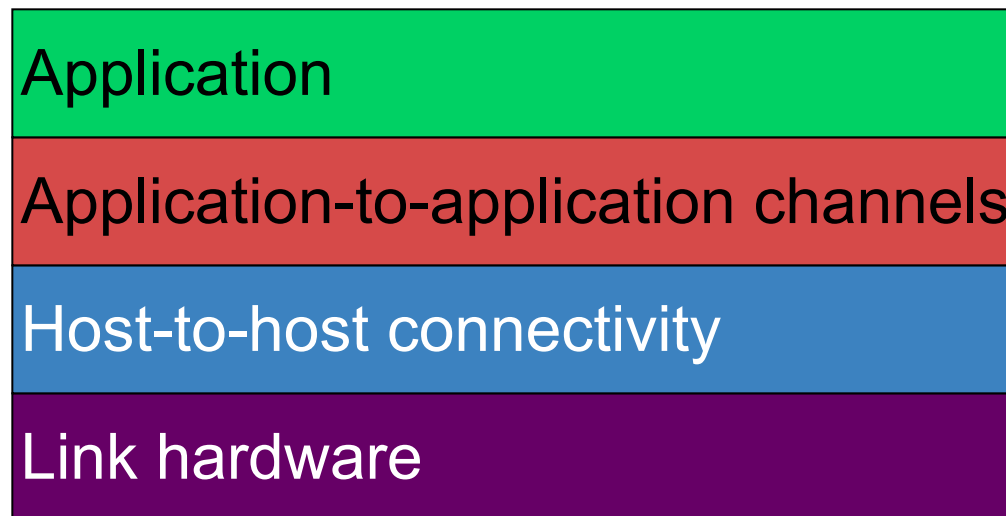 Application
Application-to-application channels
Host-to-host connectivity
Link hardware